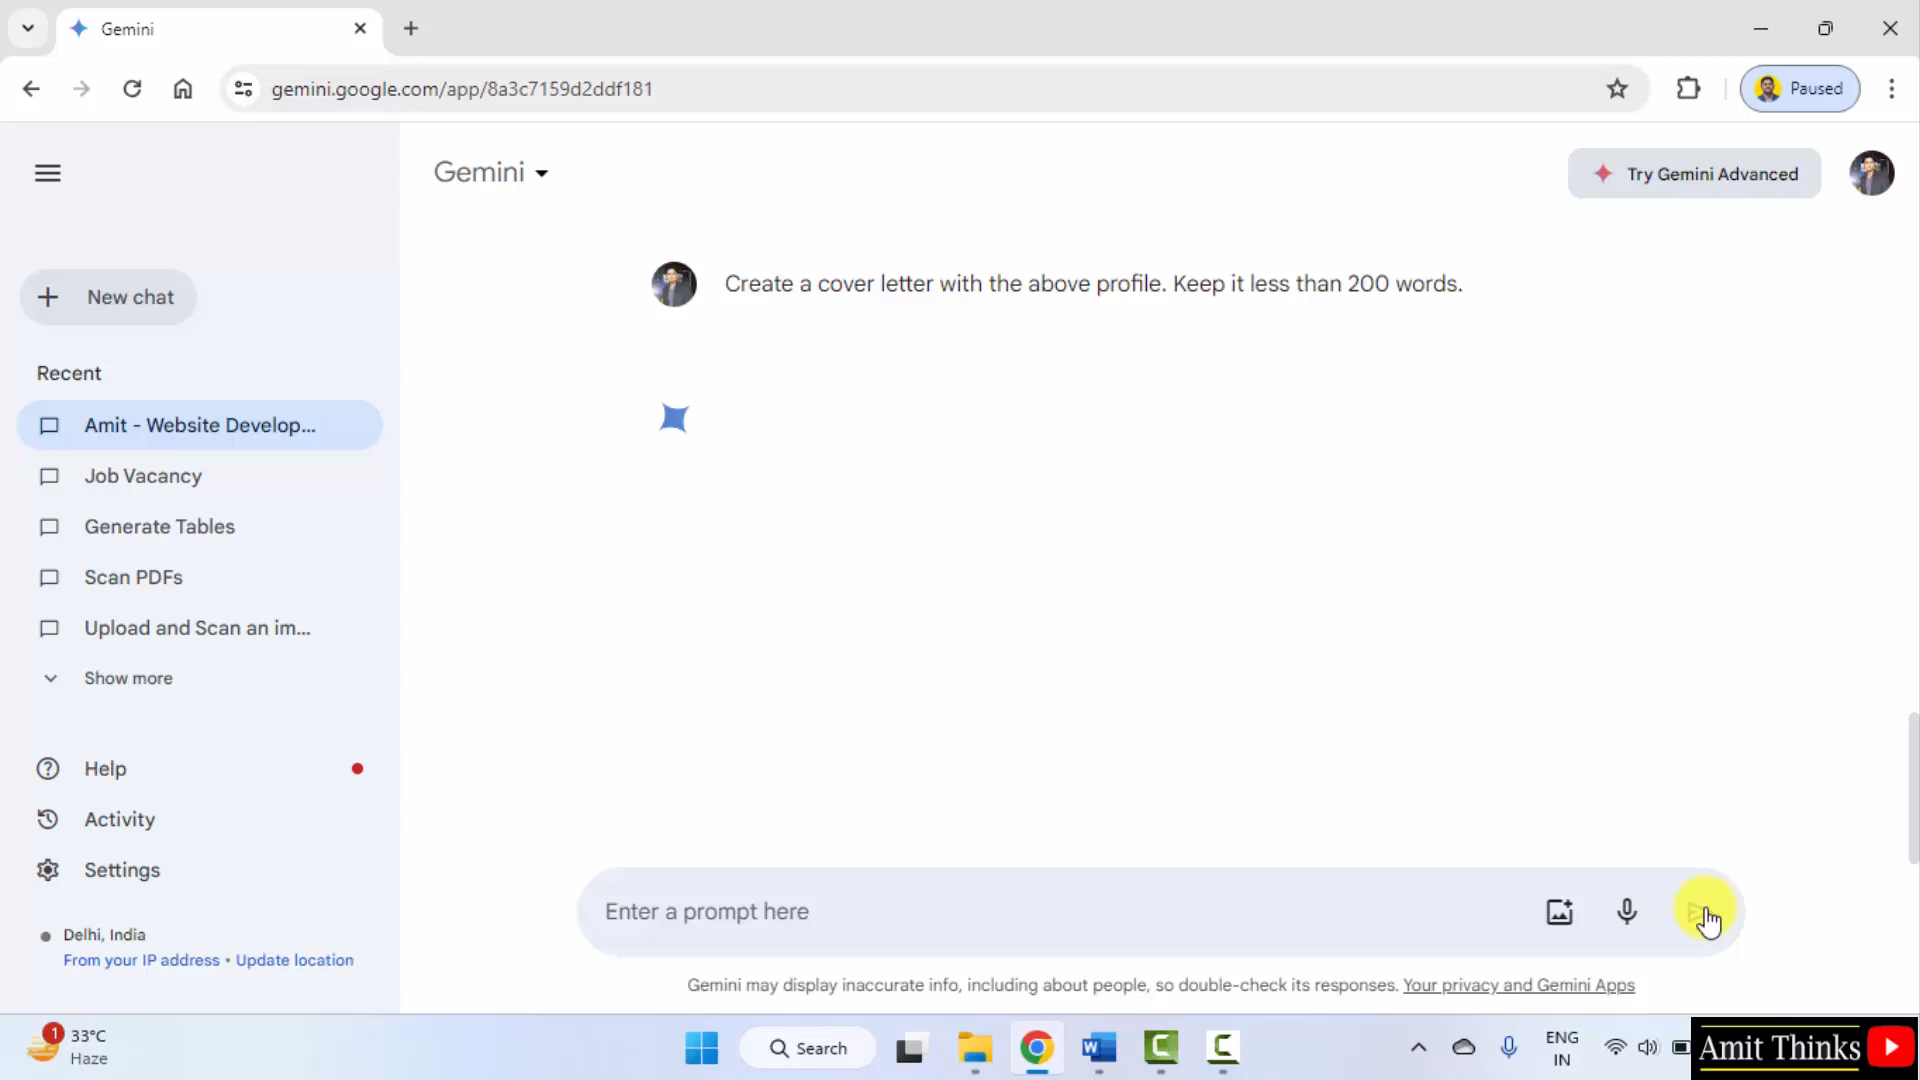 Gemini
gemini.google.com/app/8a3c7159d2ddf181
Paused
Gemini
Try Gemini Advanced
New chat
Recent
Amit - Website Develop...
Job Vacancy
Generate Tables
Scan PDFs
Upload and Scan an im...
Show more
Help
Activity
Settings
Delhi, India
From your IP address • Update location
Create a cover letter with the above profile. Keep it less than 200 words.
Enter a prompt here
Gemini may display inaccurate info, including about people, so double-check its responses. Your privacy and Gemini Apps
1
33°C
Haze
Search
W
C
C
ENG
IN
Amit Thinks